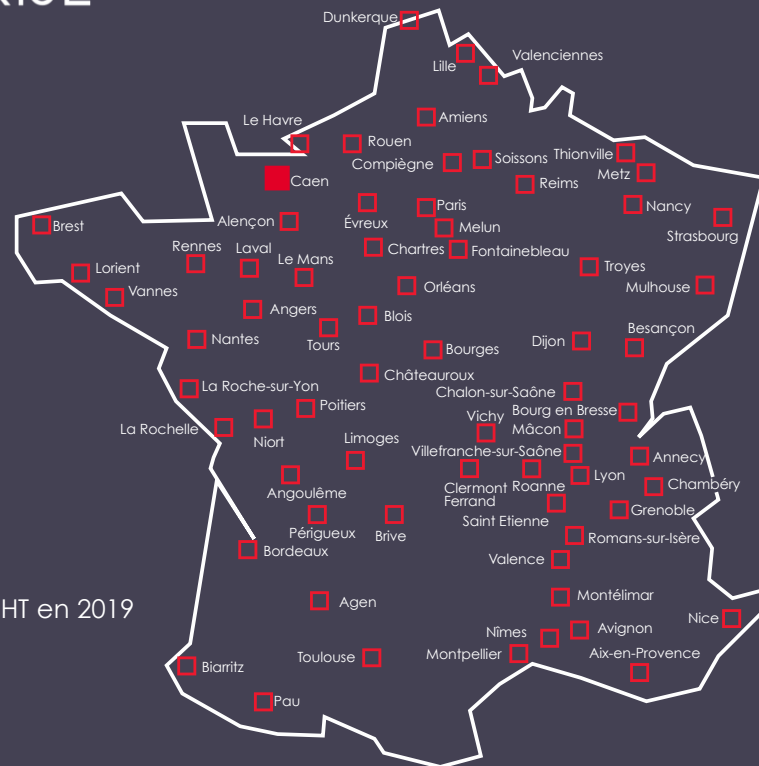 Dunkerque
Lille
Valenciennes
Le Havre
Amiens
Rouen
Compiègne
Soissons
Thionville
Metz
Caen
Reims
Alençon
Évreux
Paris
Nancy
Melun
Strasbourg
Brest
Rennes
Laval
Le Mans
Chartres
Fontainebleau
Lorient
Troyes
Vannes
Orléans
Mulhouse
Angers
Blois
Nantes
Tours
Bourges
Dijon
Besançon
Châteauroux
La Roche-sur-Yon
Chalon-sur-Saône
Poitiers
Bourg en Bresse
La Rochelle
Niort
Vichy
Mâcon
Limoges
Villefranche-sur-Saône
Annecy
Angoulême
Clermont
Ferrand
Roanne
Lyon
Chambéry
Périgueux
Brive
Saint Etienne
Grenoble
Bordeaux
Romans-sur-Isère
Valence
HT en 2019
Agen
Montélimar
Nice
Nîmes
Avignon
Biarritz
Toulouse
Montpellier
Aix-en-Provence
Pau